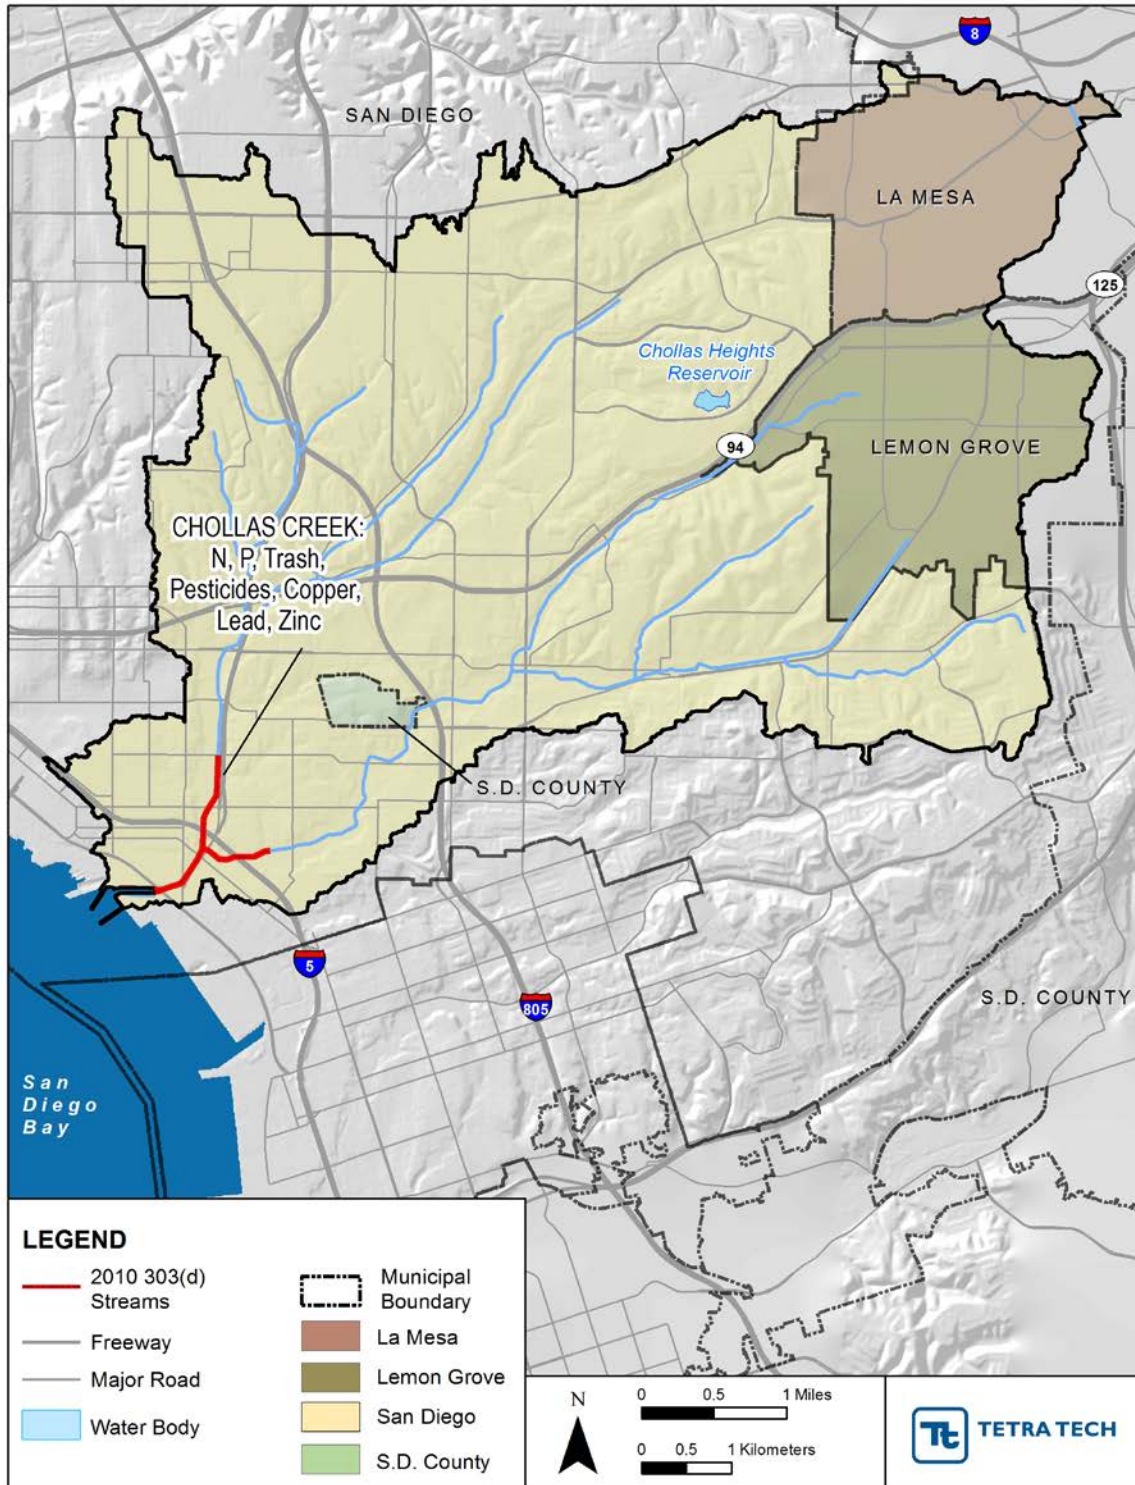 8
SAN DIEGO
LA MESA
125
Chollas Heights
Reservoir
94
LEMON GROVE
CHOLLAS CREEK:
N, P, Trash,
Pesticides, Copper,
Lead, Zinc
S.D. COUNTY
5
805
S.D. COUNTY
San
Diego
Bay
LEGEND
2010 303(d)
Streams
Freeway
Major Road
Water Body
Municipal
Boundary
La Mesa
Lemon Grove
San Diego
S.D. County
N
0 0.5 1 Miles
0 0.5 1 Kilometers
Tt TETRA TECH